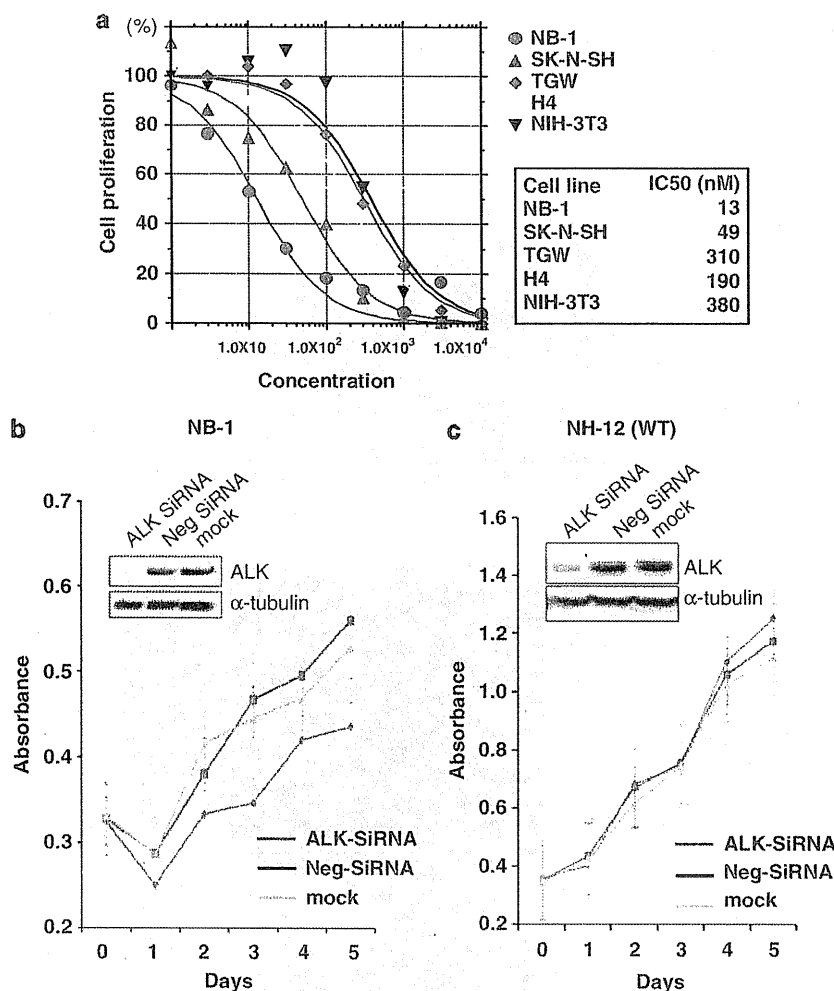 a
(%)
100
80
60
40
20
0
Cell proliferation
1.0X10
1.0X10²
1.0X10³
1.0X10⁴
Concentration
NB-1
SK-N-SH
TGW
H4
NIH-3T3
Cell line IC50 (nM)
NB-1 13
SK-N-SH 49
TGW 310
H4 190
NIH-3T3 380
b
NB-1
ALK SiRNA
Neg SiRNA
mock
ALK
α-tubulin
0.7
0.6
0.5
0.4
0.3
0.2
Absorbance
ALK-SiRNA
Neg-SiRNA
mock
0 1 2 3 4 5
Days
c
NH-12 (WT)
ALK SiRNA
Neg SiRNA
mock
ALK
α-tubulin
1.6
1.4
1.2
1.0
0.8
0.6
0.4
0.2
Absorbance
ALK-SiRNA
Neg-SiRNA
mock
0 1 2 3 4 5
Days